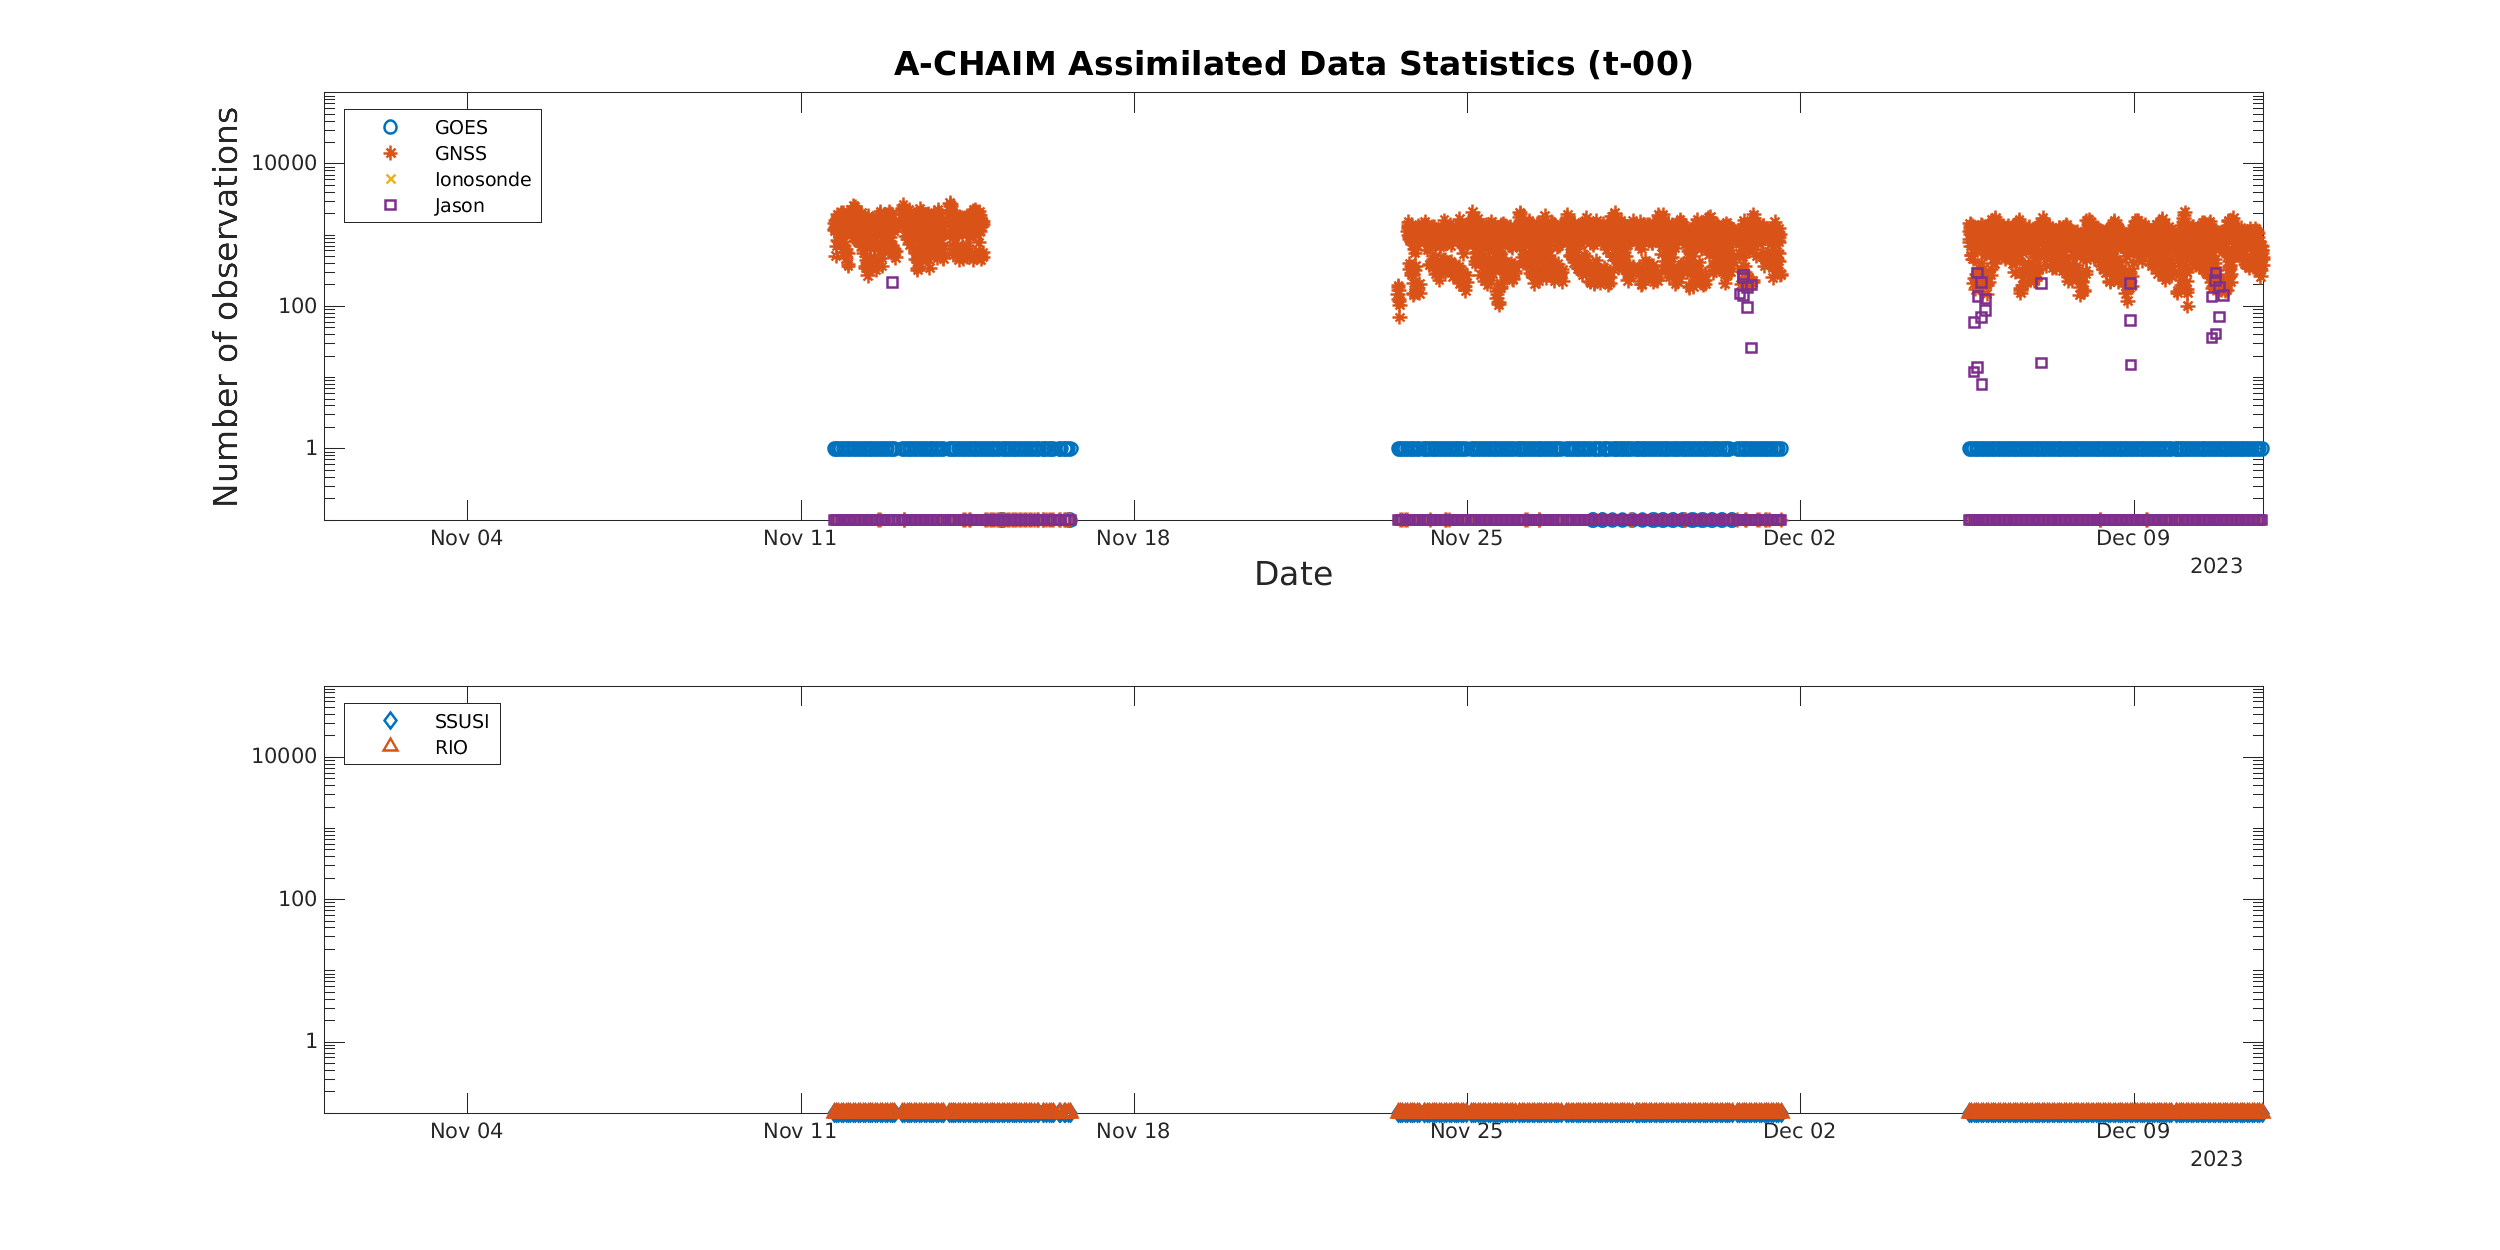 A-CHAIM Assimilated Data Statistics (t-00)
Number of observations
10000
100
1
GOES
GNSS
Ionosonde
Jason
Nov 04
Nov 11
Nov 18
Nov 25
Dec 02
Dec 09
2023
Date
10000
100
1
SSUSI
RIO
Nov 04
Nov 11
Nov 18
Nov 25
Dec 02
Dec 09
2023